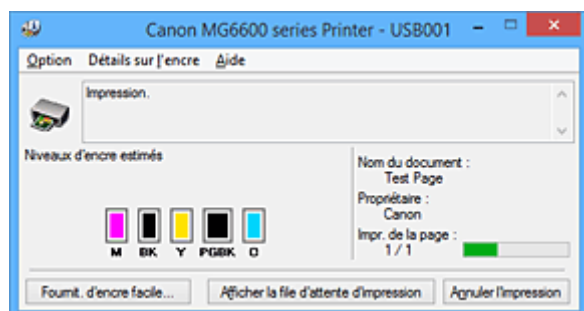 Canon MG6600 series Printer - USB001
Option Détails sur l'encre Aide
Impression.
Niveaux d'encre estimés
Nom du document :
Test Page
Propriétaire :
Canon
Impr. de la page :
1 / 1
M BK Y PGBK C
Fournit. d'encre facile... Afficher la file d'attente d'impression Annuler l'impression